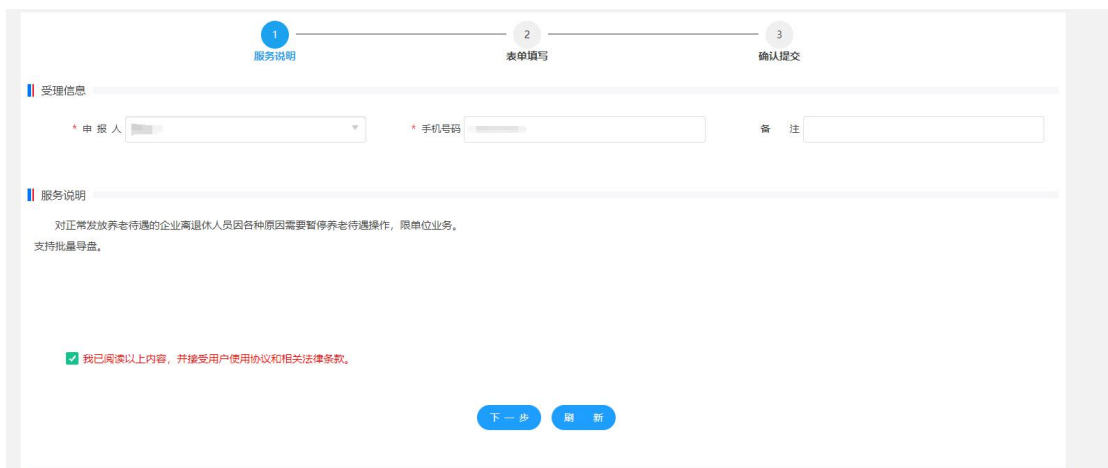 1
服务说明
2
表单填写
3
确认提交
受理信息
* 申 报 人
* 手机号码
备 注
服务说明
对正常发放养老待遇的企业离退休人员因各种原因需要暂停养老待遇操作，限单位业务。
支持批量导盘。
我已阅读以上内容，并接受用户使用协议和相关法律条款。
下 一 步
刷 新